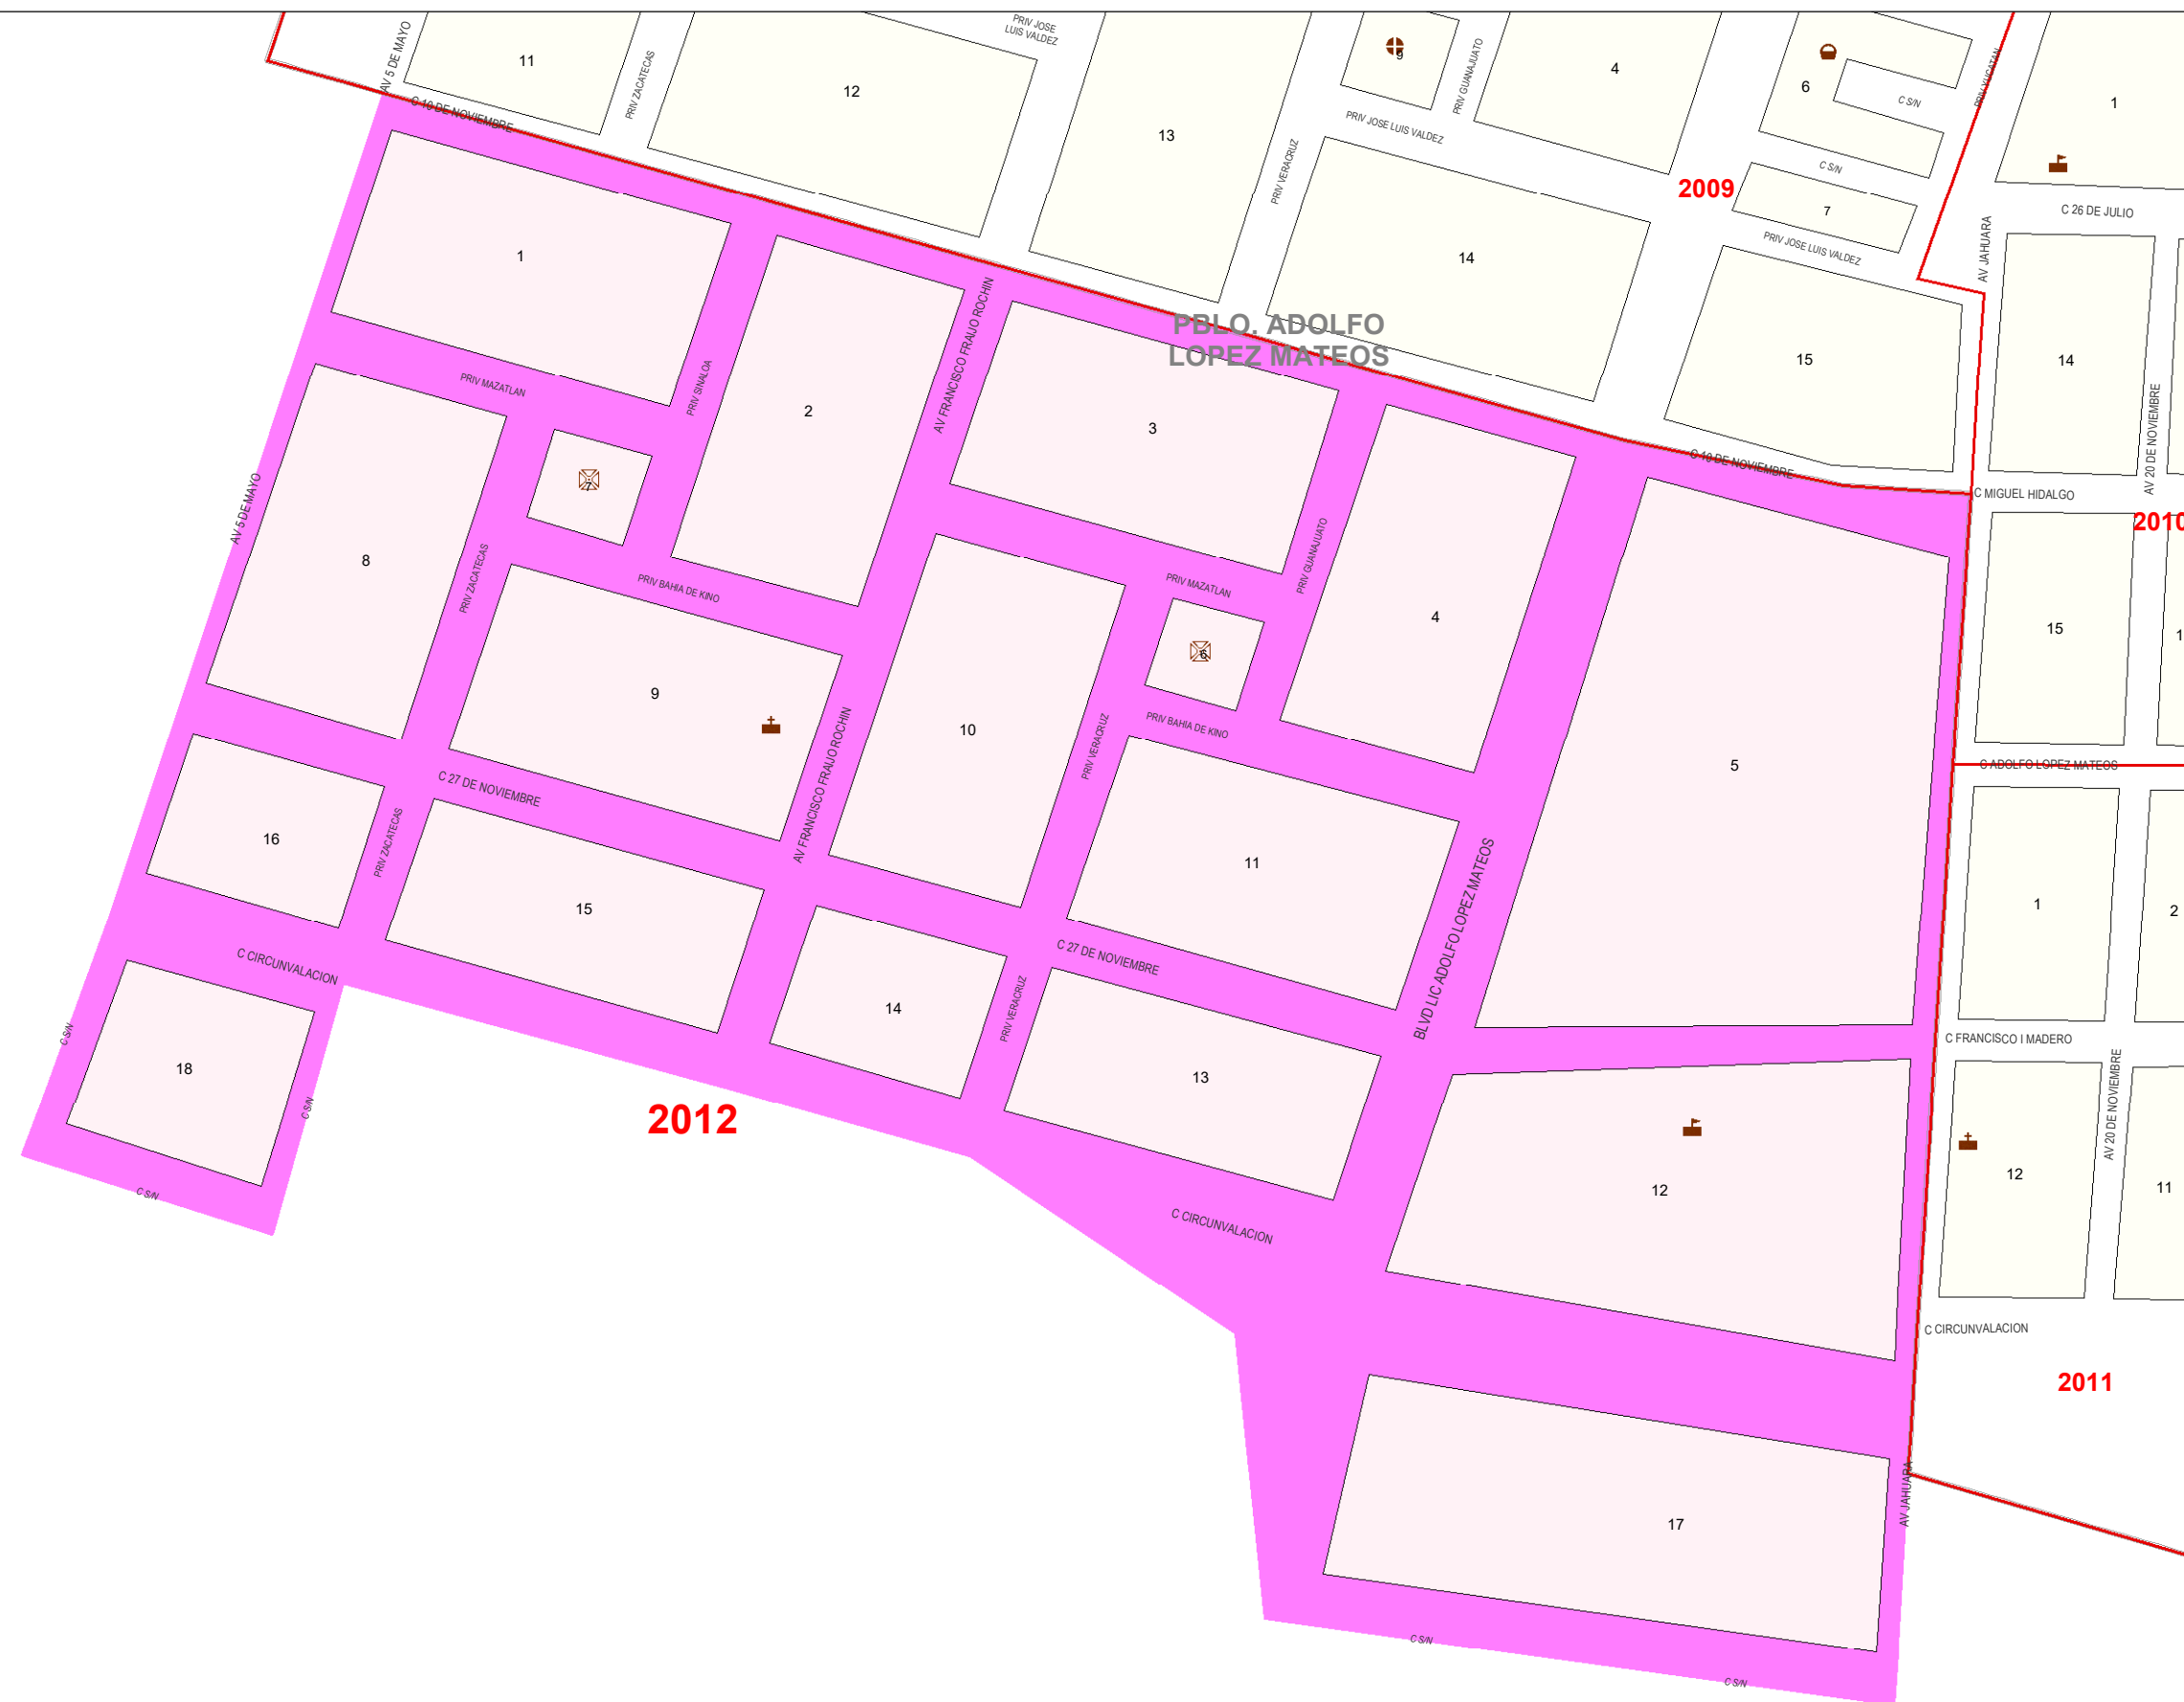 PRIV JOSE
LUIS VALDEZ
AV 5 DE MAYO
11
PRIV ZACATECAS
12
13
9
PRIV GUANAJUATO
4
6
C S/N
PRIV YUCATAN
1
PRIV JOSE LUIS VALDEZ
PRIV VERACRUZ
C S/N
2009
7
C 26 DE JULIO
PRIV JOSE LUIS VALDEZ
AV JAHUARA
14
15
14
AV 20 DE NOVIEMBRE
PBLO. ADOLFO
LOPEZ MATEOS
1
PRIV MAZATLAN
PRIV SINALOA
2
AV FRANCISCO FRAIJO ROCHIN
3
C MIGUEL HIDALGO
2010
AV 5 DE MAYO
7
8
PRIV ZACATECAS
PRIV BAHIA DE KINO
PRIV MAZATLAN
PRIV GUANAJUATO
4
6
15
1
9
10
PRIV VERACRUZ
PRIV BAHIA DE KINO
5
C ADOLFO LOPEZ MATEOS
C 27 DE NOVIEMBRE
AV FRANCISCO FRAIJO ROCHIN
16
PRIV ZACATECAS
11
BLVD LIC ADOLFO LOPEZ MATEOS
1
2
15
C CIRCUNVALACION
C 27 DE NOVIEMBRE
14
PRIV VERACRUZ
C S/N
C FRANCISCO I MADERO
18
C S/N
13
2012
AV 20 DE NOVIEMBRE
12
12
11
C S/N
C CIRCUNVALACION
C CIRCUNVALACION
2011
17
AV JAHUARA
C S/N
C S/N